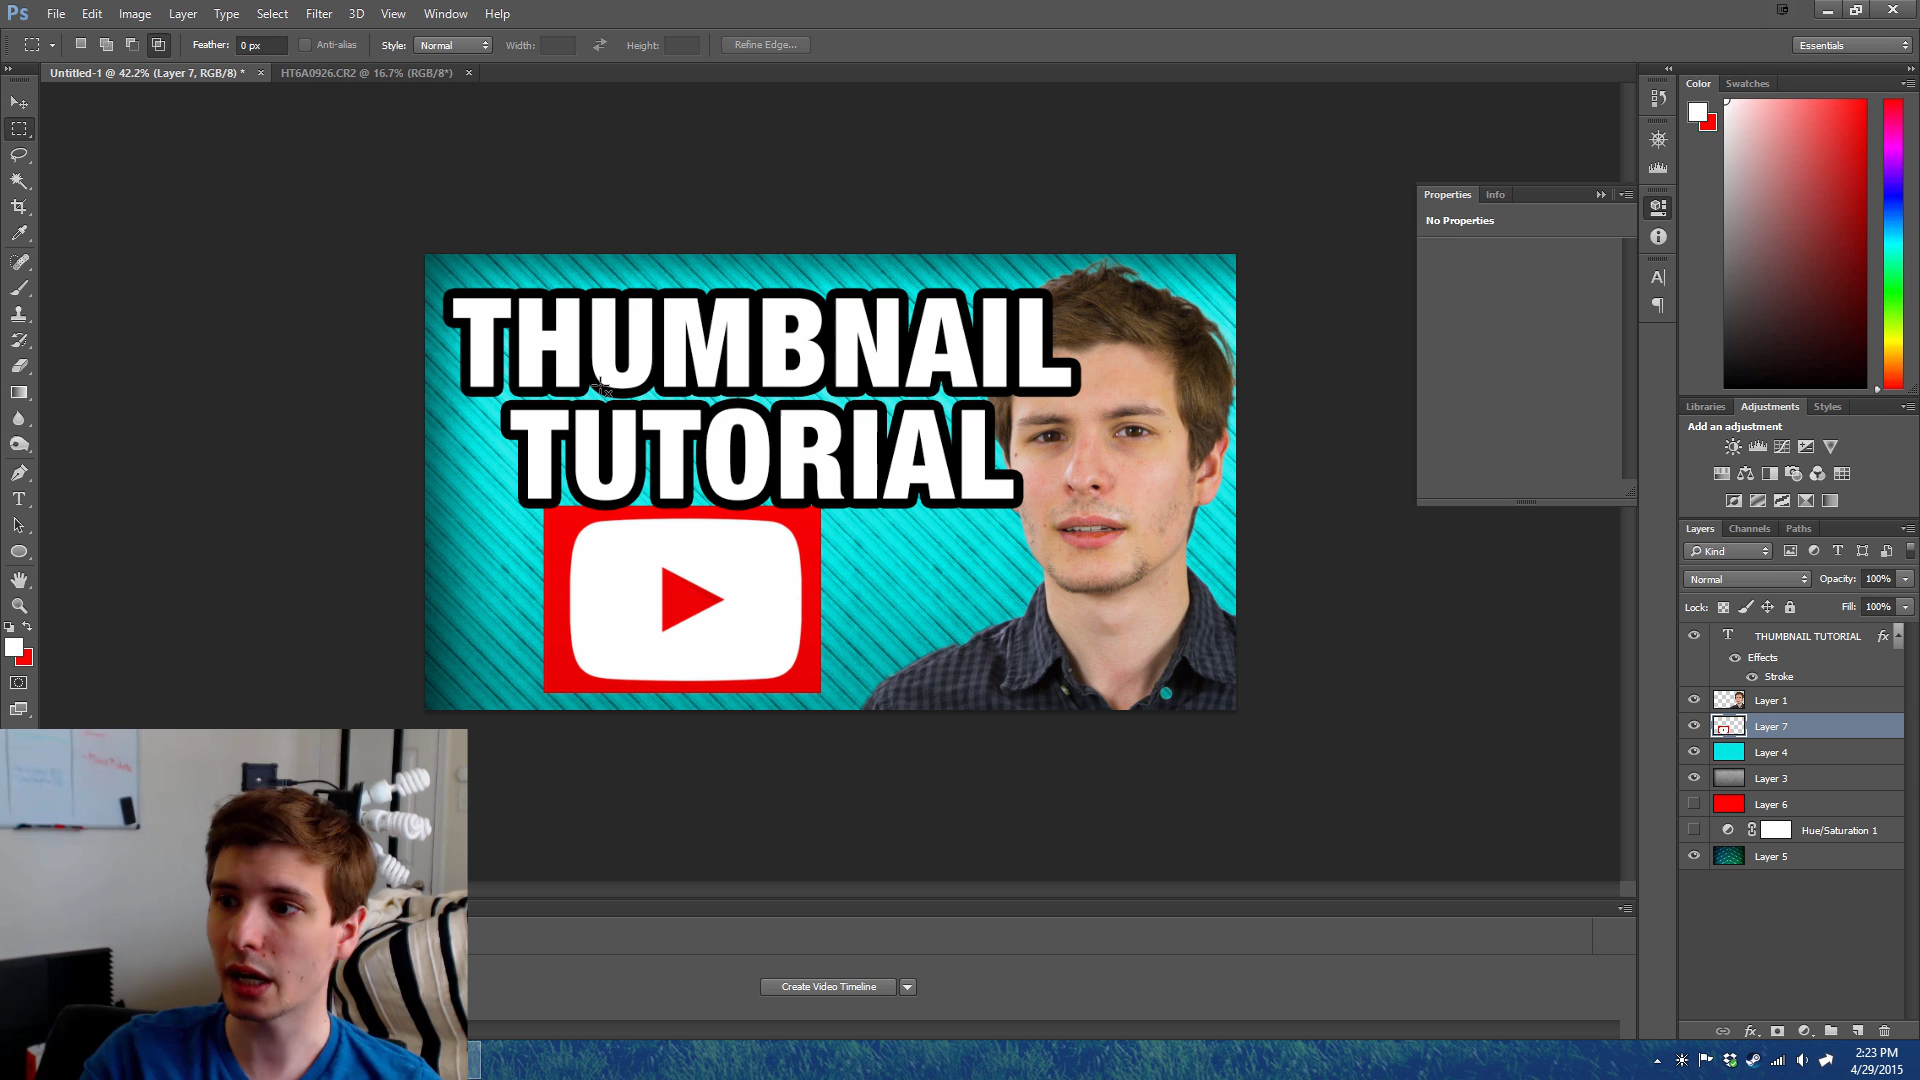 Ps File Edit Image Layer Type Select Filter 3D View Window Help
Feather: 0 px Anti-alias Style: Normal Width: Height: Refine Edge... Essentials
Untitled-1 @ 42.2% (Layer 7, RGB/8) * × HT6A0926.CR2 @ 16.7% (RGB/8*) ×
Color Swatches
Properties Info
No Properties
THUMBNAIL
TUTORIAL
Libraries Adjustments Styles
Add an adjustment
Layers Channels Paths
Kind
Normal Opacity: 100%
Lock: Fill: 100%
T THUMBNAIL TUTORIAL fx
Effects
Stroke
Layer 1
Layer 7
Layer 4
Layer 3
Layer 6
Hue/Saturation 1
Layer 5
Create Video Timeline
2:23 PM
4/29/2015